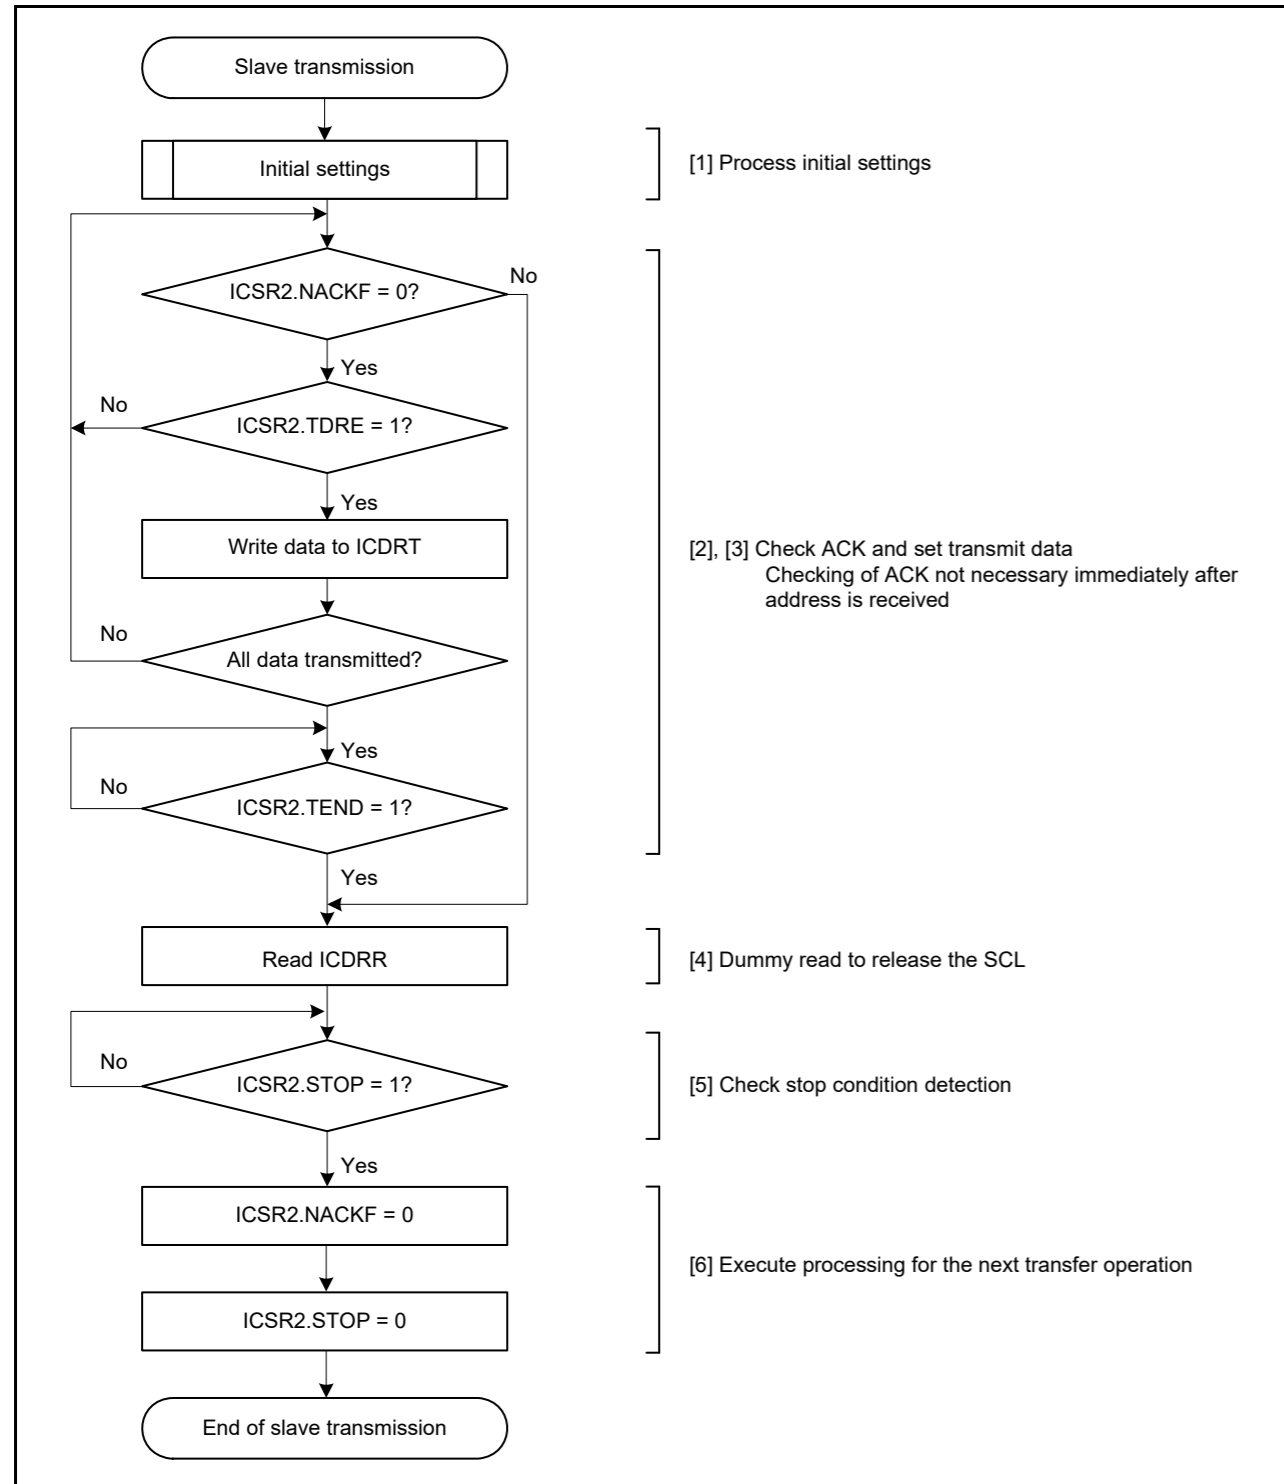 Slave transmission
Initial settings
[1] Process initial settings
ICSR2.NACKF = 0?
No
Yes
No
ICSR2.TDRE = 1?
Yes
Write data to ICDRT
[2], [3] Check ACK and set transmit data
Checking of ACK not necessary immediately after
address is received
No
All data transmitted?
Yes
No
ICSR2.TEND = 1?
Yes
Read ICDRR
[4] Dummy read to release the SCL
No
ICSR2.STOP = 1?
[5] Check stop condition detection
Yes
ICSR2.NACKF = 0
[6] Execute processing for the next transfer operation
ICSR2.STOP = 0
End of slave transmission